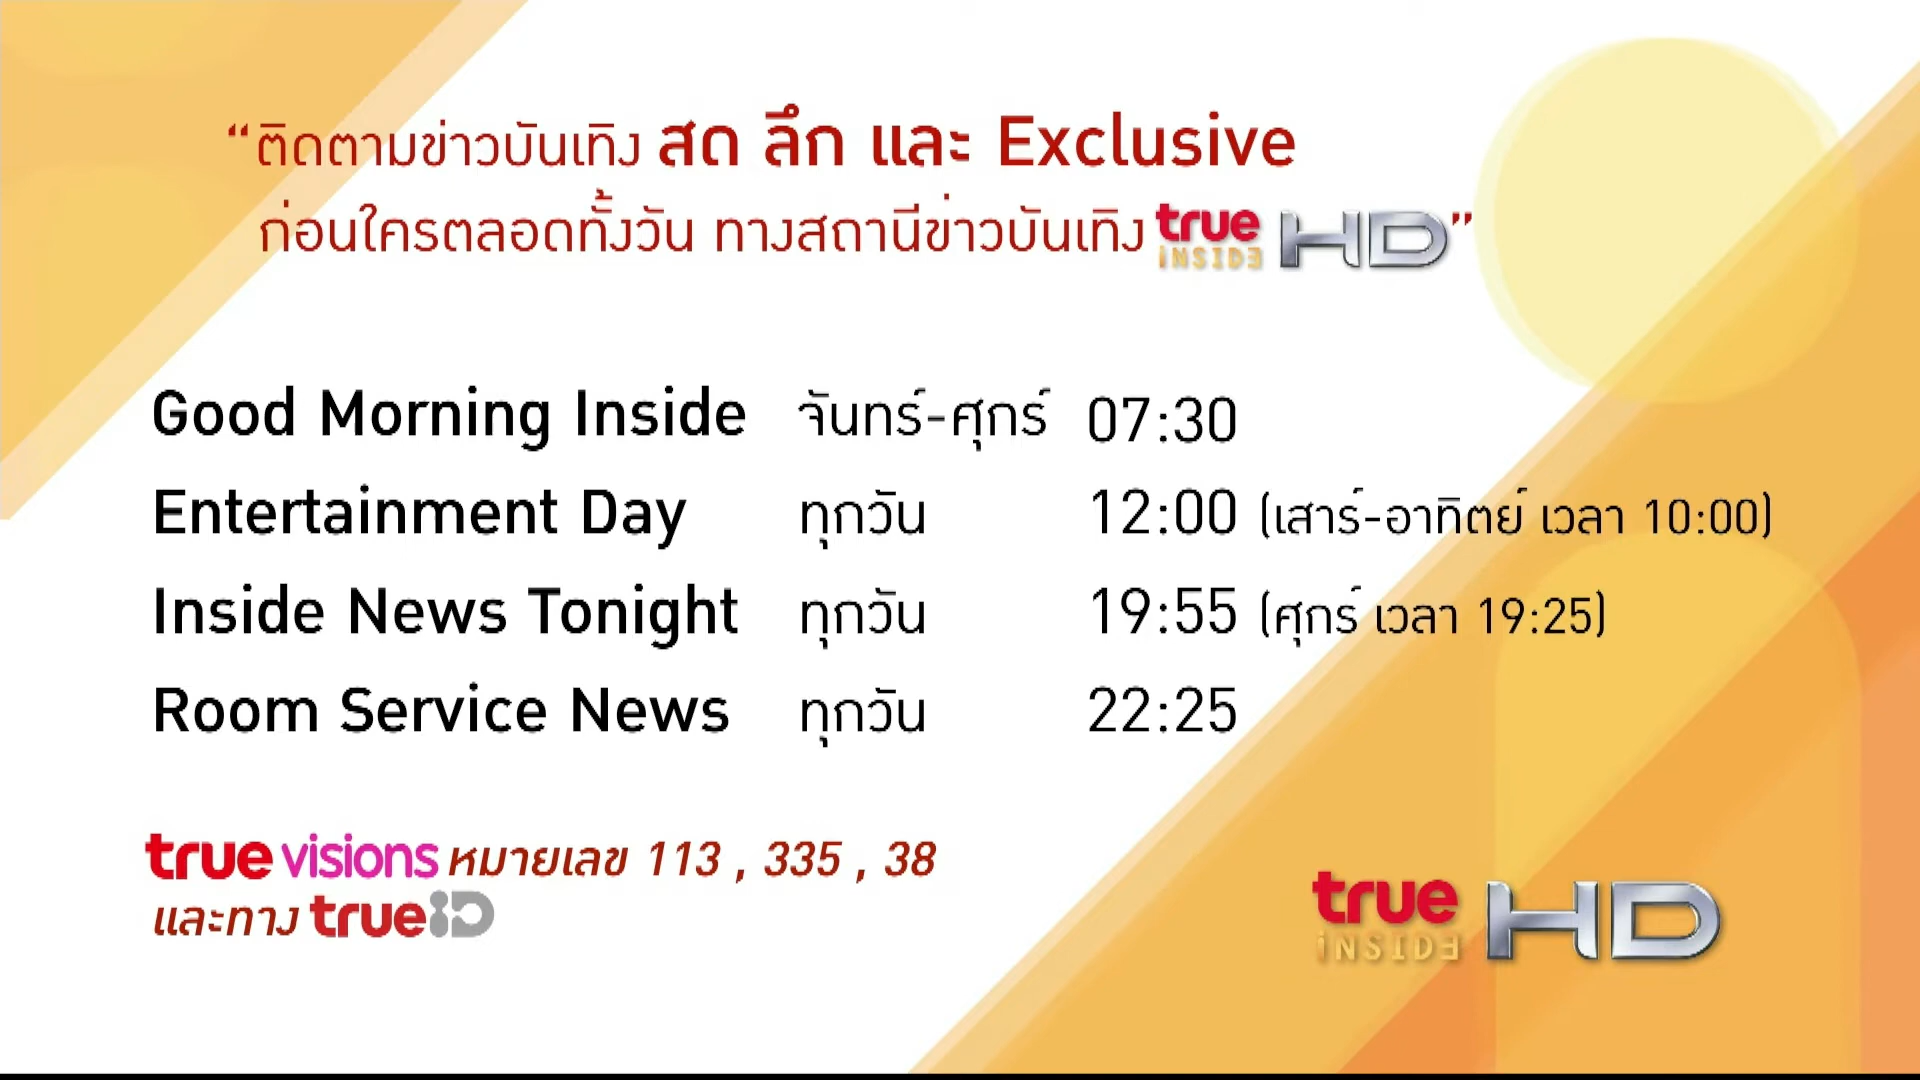 “ติดตามข่าวบันเทิง สด ลึก และ Exclusive
ก่อนใครตลอดทั้งวัน ทางสถานีข่าวบันเทิง true iNSIDE HD”
Good Morning Inside จันทร์-ศุกร์ 07:30
Entertainment Day ทุกวัน 12:00 (เสาร์-อาทิตย์ เวลา 10:00)
Inside News Tonight ทุกวัน 19:55 (ศุกร์ เวลา 19:25)
Room Service News ทุกวัน 22:25
true visions หมายเลข 113 , 335 , 38
และทาง trueiD
true iNSIDE HD